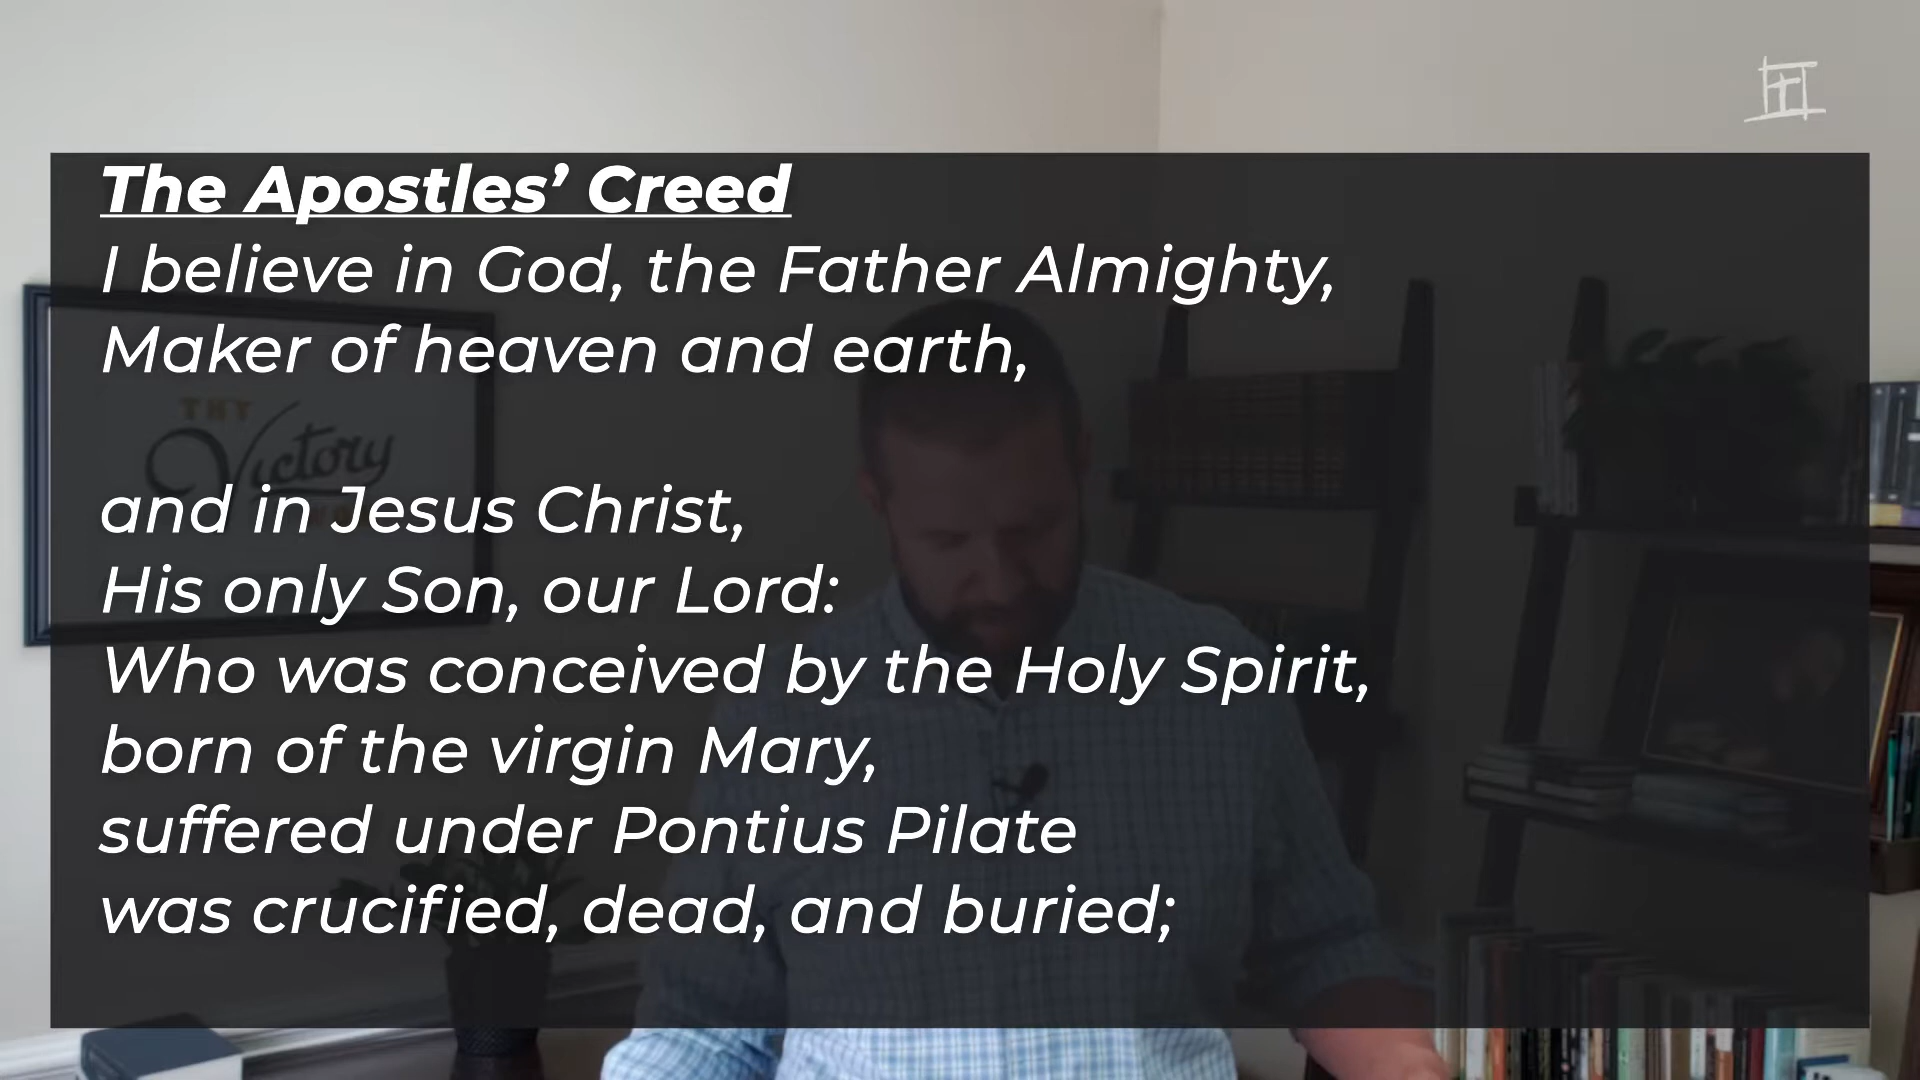 The Apostles’ Creed
I believe in God, the Father Almighty,
Maker of heaven and earth,
and in Jesus Christ,
His only Son, our Lord:
Who was conceived by the Holy Spirit,
born of the virgin Mary,
suffered under Pontius Pilate
was crucified, dead, and buried;
THY
Victory